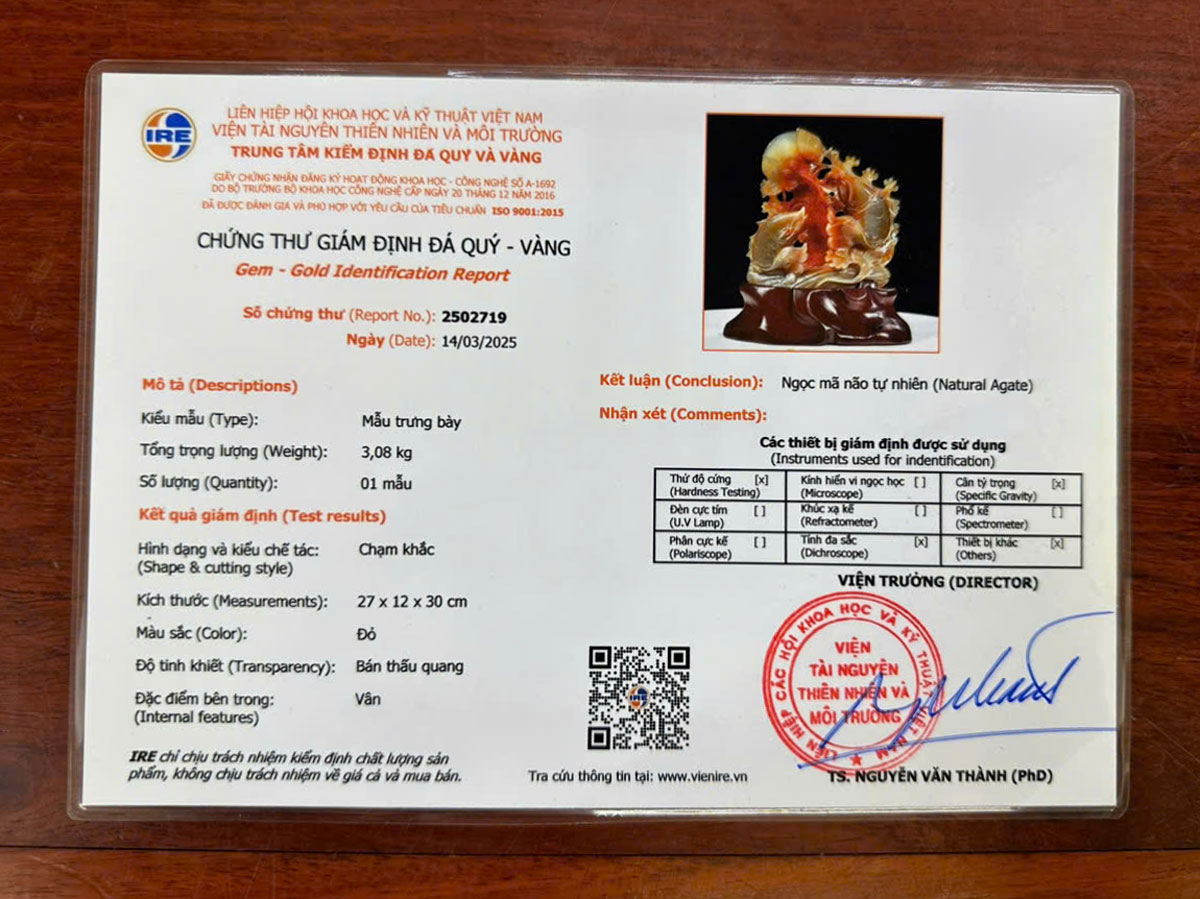 IRE
LIÊN HIỆP HỘI KHOA HỌC VÀ KỸ THUẬT VIỆT NAM
VIỆN TÀI NGUYÊN THIÊN NHIÊN VÀ MÔI TRƯỜNG
TRUNG TÂM KIỂM ĐỊNH ĐÁ QUÝ VÀ VÀNG
GIẤY CHỨNG NHẬN ĐĂNG KÝ HOẠT ĐỘNG KHOA HỌC - CÔNG NGHỆ SỐ A-1692
DO BỘ TRƯỞNG BỘ KHOA HỌC CÔNG NGHỆ CẤP NGÀY 20 THÁNG 12 NĂM 2016
ĐÃ ĐƯỢC ĐÁNH GIÁ VÀ PHÙ HỢP VỚI YÊU CẦU CỦA TIÊU CHUẨN ISO 9001:2015
CHỨNG THƯ GIÁM ĐỊNH ĐÁ QUÝ - VÀNG
Gem - Gold Identification Report
Số chứng thư (Report No.): 2502719
Ngày (Date): 14/03/2025
Mô tả (Descriptions)
Kiểu mẫu (Type): Mẫu trưng bày
Tổng trọng lượng (Weight): 3,08 kg
Số lượng (Quantity): 01 mẫu
Kết quả giám định (Test results)
Hình dạng và kiểu chế tác: Chạm khắc
(Shape & cutting style)
Kích thước (Measurements): 27 x 12 x 30 cm
Màu sắc (Color): Đỏ
Độ tinh khiết (Transparency): Bán thấu quang
Đặc điểm bên trong: Vân
(Internal features)
IRE chỉ chịu trách nhiệm kiểm định chất lượng sản
phẩm, không chịu trách nhiệm về giá cả và mua bán.
Kết luận (Conclusion): Ngọc mã não tự nhiên (Natural Agate)
Nhận xét (Comments):
Các thiết bị giám định được sử dụng
(Instruments used for indentification)
Thử độ cứng [x] Kính hiển vi ngọc học [ ] Cân tỷ trọng [x]
(Hardness Testing) (Microscope) (Specific Gravity)
Đèn cực tím [ ] Khúc xạ kế [ ] Phổ kế [ ]
(U.V Lamp) (Refractometer) (Spectrometer)
Phân cực kế [ ] Tính đa sắc [x] Thiết bị khác [x]
(Polariscope) (Dichroscope) (Others)
VIỆN TRƯỞNG (DIRECTOR)
LIÊN HIỆP CÁC HỘI KHOA HỌC VÀ KỸ THUẬT VIỆT NAM
VIỆN
TÀI NGUYÊN
THIÊN NHIÊN VÀ
MÔI TRƯỜNG
IRE
Tra cứu thông tin tại: www.vienire.vn
TS. NGUYỄN VĂN THÀNH (PhD)